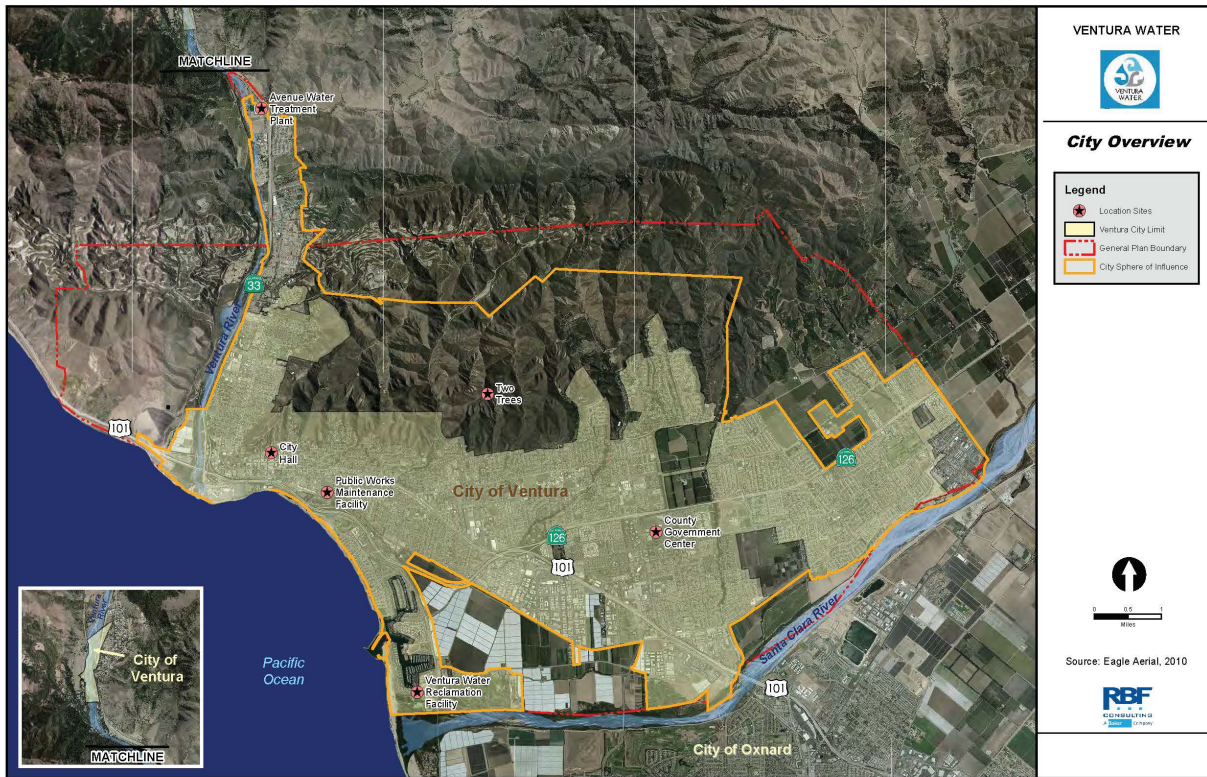 MATCHLINE
Avenue Water
Treatment
Plant
33
Ventura River
101
Two
Trees
City
Hall
Public Works
Maintenance
Facility
City of Ventura
126
126
101
County
Government
Center
Santa Clara River
101
Ventura Water
Reclamation
Facility
Pacific
Ocean
City of Oxnard
Ventura
River
City of
Ventura
MATCHLINE
VENTURA WATER
VENTURA
WATER
City Overview
Legend
Location Sites
Ventura City Limit
General Plan Boundary
City Sphere of Influence
0 0.5 1
Miles
Source: Eagle Aerial, 2010
RBF
CONSULTING
A Baker Company